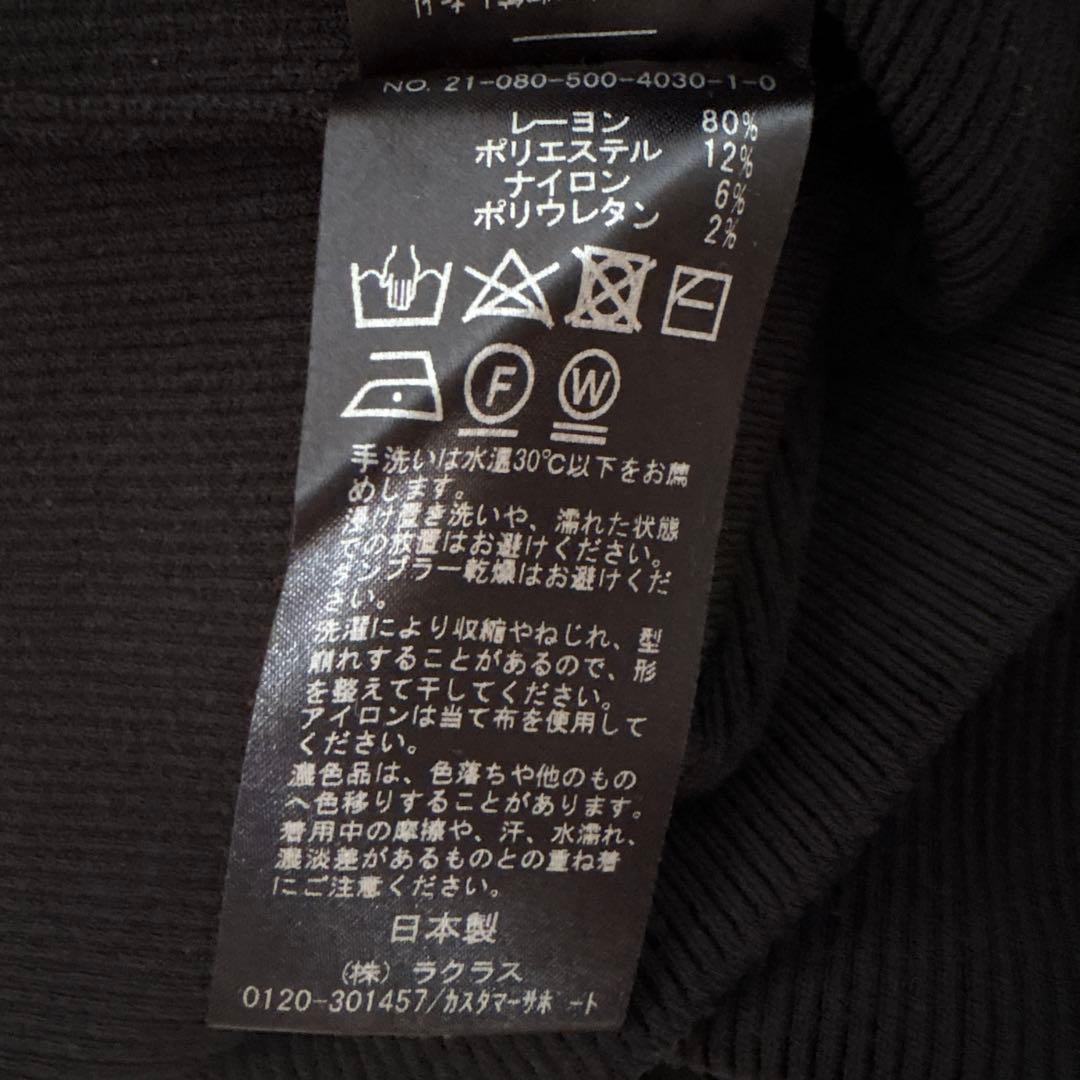 NO. 21-080-500-4030-1-0
レーヨン 80%
ポリエステル 12%
ナイロン 6%
ポリウレタン 2%
F W
手洗いは水温30℃以下をお薦
めします。
浸け置き洗いや、濡れた状態
での放置はお避けください。
タンブラー乾燥はお避けくだ
さい。
洗濯により収縮やねじれ、型
崩れすることがあるので、形
を整えて干してください。
アイロンは当て布を使用して
ください。
濃色品は、色落ちや他のもの
へ色移りすることがあります。
着用中の摩擦や、汗、水濡れ、
濃淡差があるものとの重ね着
にご注意ください。
日本製
(株) ラクラス
0120-301457/カスタマーサポート